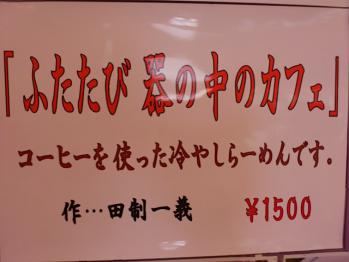 「ふたたび 器の中のカフェ」
コーヒーを使った冷やしらーめんです。
作…田制一義 ¥1500